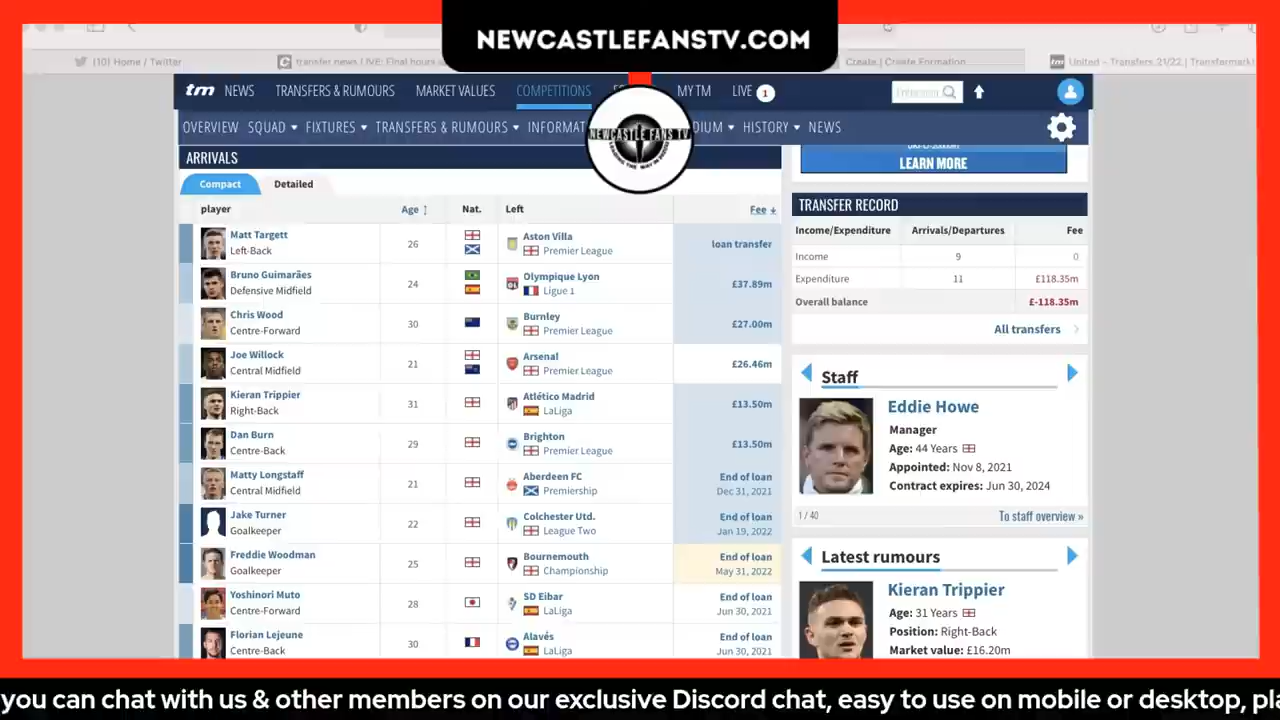 NEWCASTLEFANSTV.COM
(10) Home / Twitter
transfer news / LIVE: Final hours
Create | Create Formation
United – Transfers 21/22 | Transfermarkt
tm NEWS TRANSFERS & RUMOURS MARKET VALUES COMPETITIONS MY TM LIVE 1
OVERVIEW SQUAD FIXTURES TRANSFERS & RUMOURS INFORMAT DIUM HISTORY NEWS
NEWCASTLE FANS TV
ARRIVALS
Compact Detailed
player Age Nat. Left Fee
Matt Targett
Left-Back
26
Aston Villa
Premier League
loan transfer
Bruno Guimarães
Defensive Midfield
24
Olympique Lyon
Ligue 1
£37.89m
Chris Wood
Centre-Forward
30
Burnley
Premier League
£27.00m
Joe Willock
Central Midfield
21
Arsenal
Premier League
£26.46m
Kieran Trippier
Right-Back
31
Atlético Madrid
LaLiga
£13.50m
Dan Burn
Centre-Back
29
Brighton
Premier League
£13.50m
Matty Longstaff
Central Midfield
21
Aberdeen FC
Premiership
End of loan
Dec 31, 2021
Jake Turner
Goalkeeper
22
Colchester Utd.
League Two
End of loan
Jan 19, 2022
Freddie Woodman
Goalkeeper
25
Bournemouth
Championship
End of loan
May 31, 2022
Yoshinori Muto
Centre-Forward
28
SD Eibar
LaLiga
End of loan
Jun 30, 2021
Florian Lejeune
Centre-Back
30
Alavés
LaLiga
End of loan
Jun 30, 2021
LEARN MORE
TRANSFER RECORD
Income/Expenditure Arrivals/Departures Fee
Income 9 0
Expenditure 11 £118.35m
Overall balance £-118.35m
All transfers
Staff
Eddie Howe
Manager
Age: 44 Years
Appointed: Nov 8, 2021
Contract expires: Jun 30, 2024
1 / 40
To staff overview »
Latest rumours
Kieran Trippier
Age: 31 Years
Position: Right-Back
Market value: £16.20m
you can chat with us & other members on our exclusive Discord chat, easy to use on mobile or desktop, pla